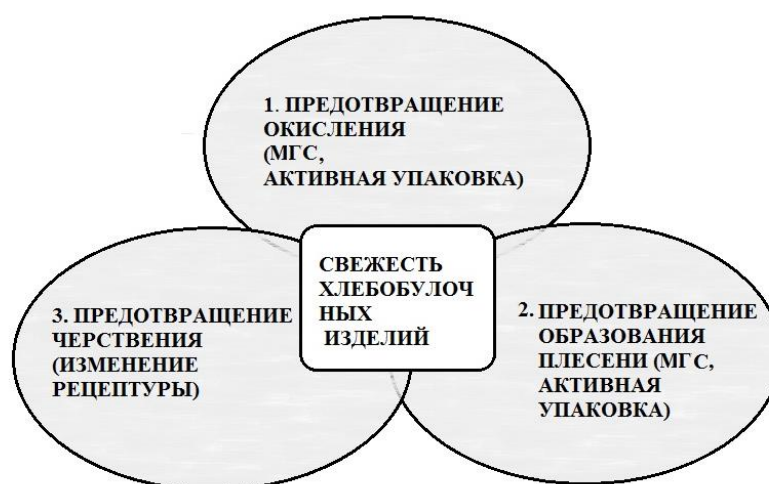 1. ПРЕДОТВРАЩЕНИЕ
ОКИСЛЕНИЯ
(МГС,
АКТИВНАЯ УПАКОВКА)
СВЕЖЕСТЬ
ХЛЕБОБУЛОЧ
НЫХ
ИЗДЕЛИЙ
3. ПРЕДОТВРАЩЕНИЕ
ЧЕРСТВЕНИЯ
(ИЗМЕНЕНИЕ
РЕЦЕПТУРЫ)
2. ПРЕДОТВРАЩЕНИЕ
ОБРАЗОВАНИЯ
ПЛЕСЕНИ (МГС,
АКТИВНАЯ
УПАКОВКА)